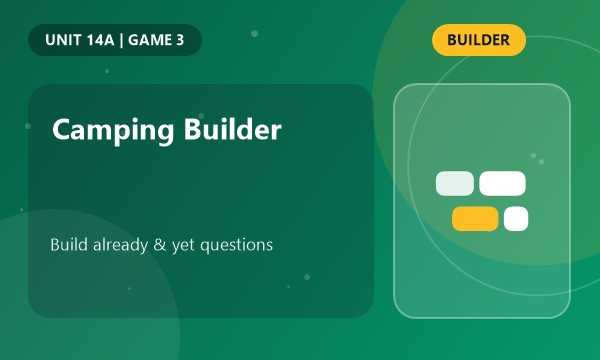 UNIT 14A | GAME 3
BUILDER
Camping Builder
Build already & yet questions